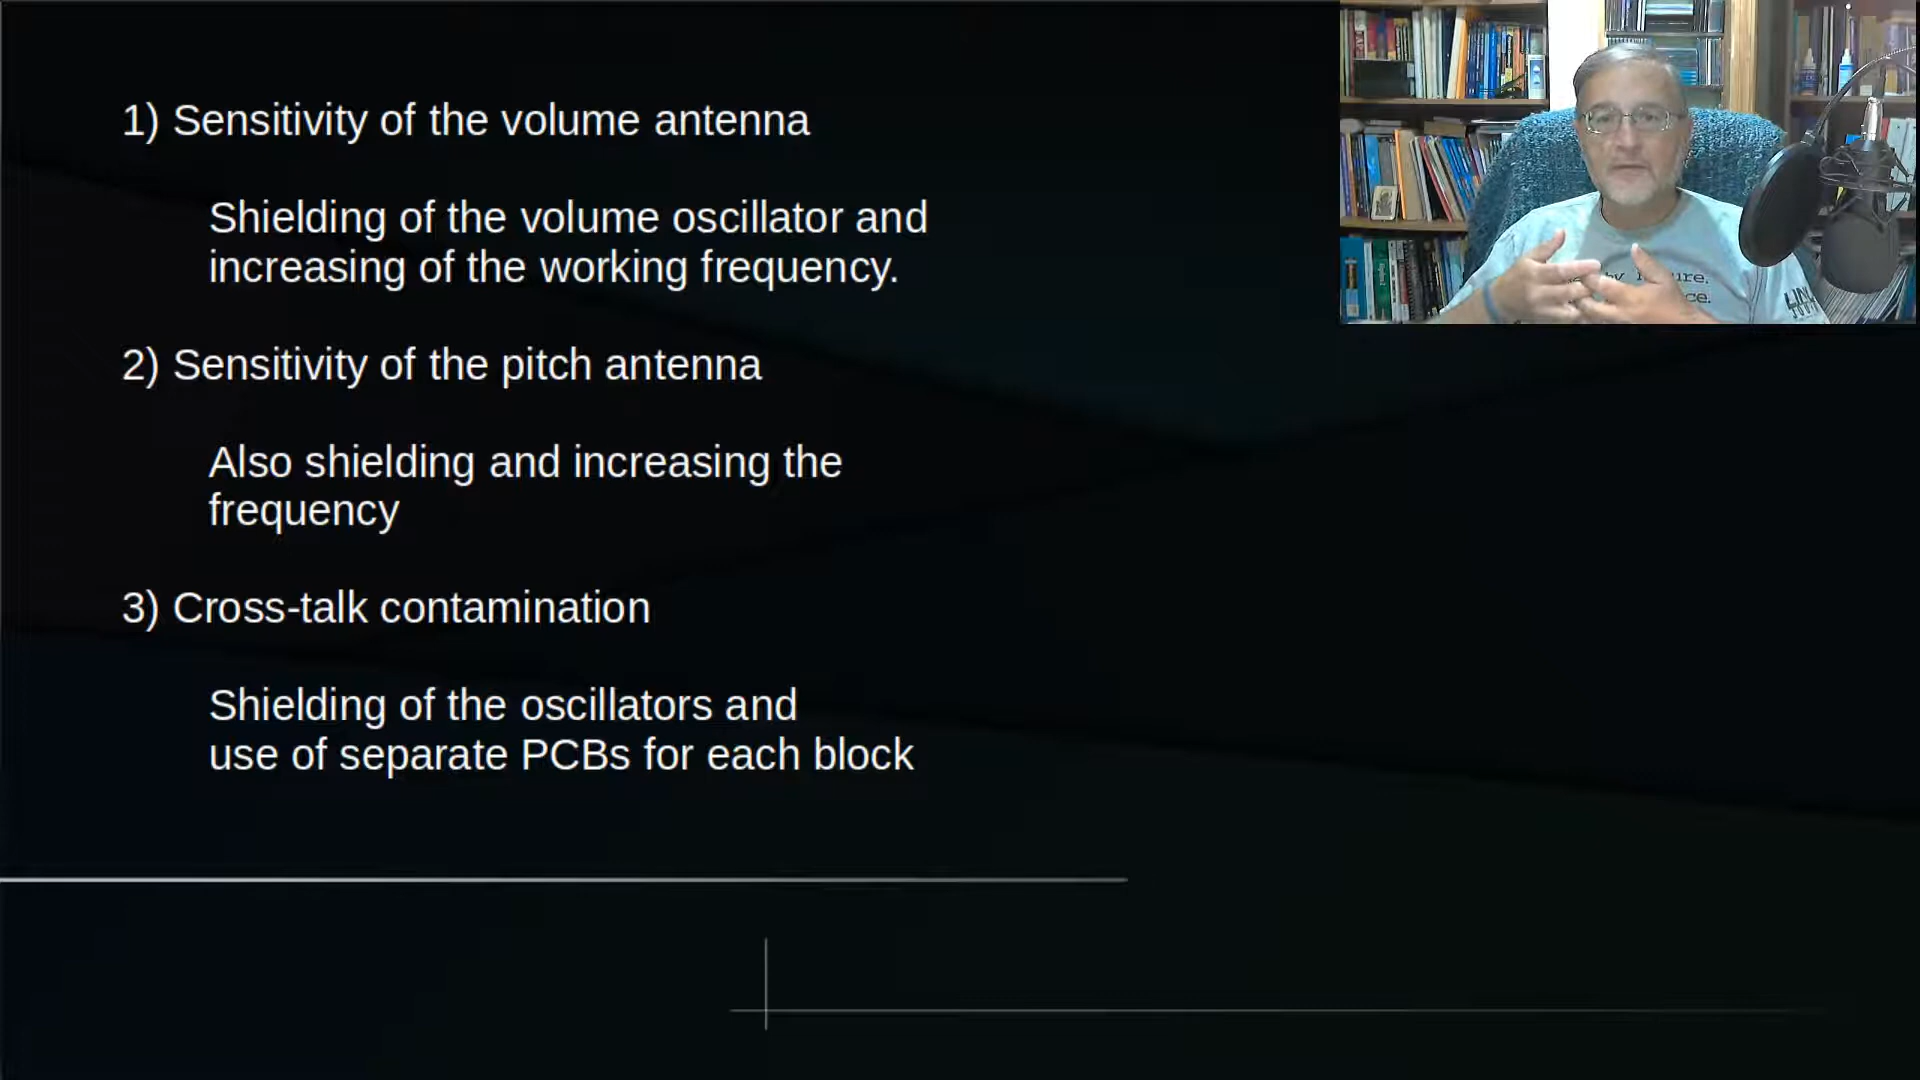 1) Sensitivity of the volume antenna
Shielding of the volume oscillator and
increasing of the working frequency.
2) Sensitivity of the pitch antenna
Also shielding and increasing the
frequency
3) Cross-talk contamination
Shielding of the oscillators and
use of separate PCBs for each block